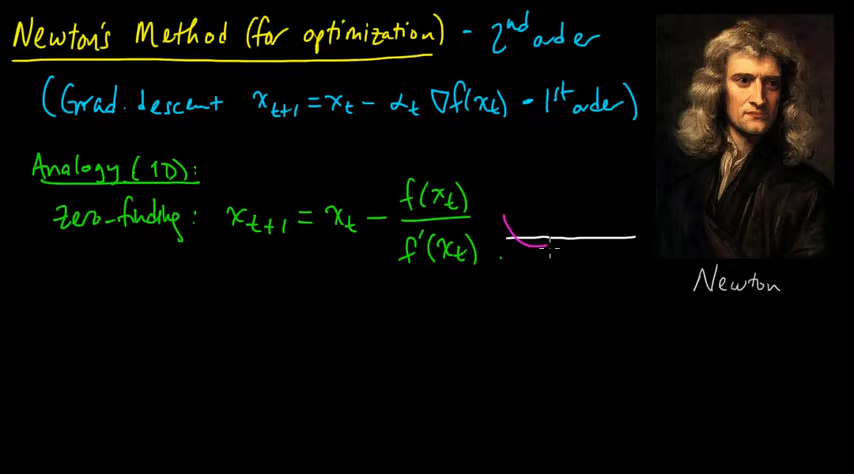 Newton's Method (for optimization) - 2nd order
(Grad. descent x_{t+1} = x_t - α_t ∇f(x_t) - 1st order)
Analogy (1D):
zero-finding: x_{t+1} = x_t - f(x_t) / f'(x_t) .
Newton